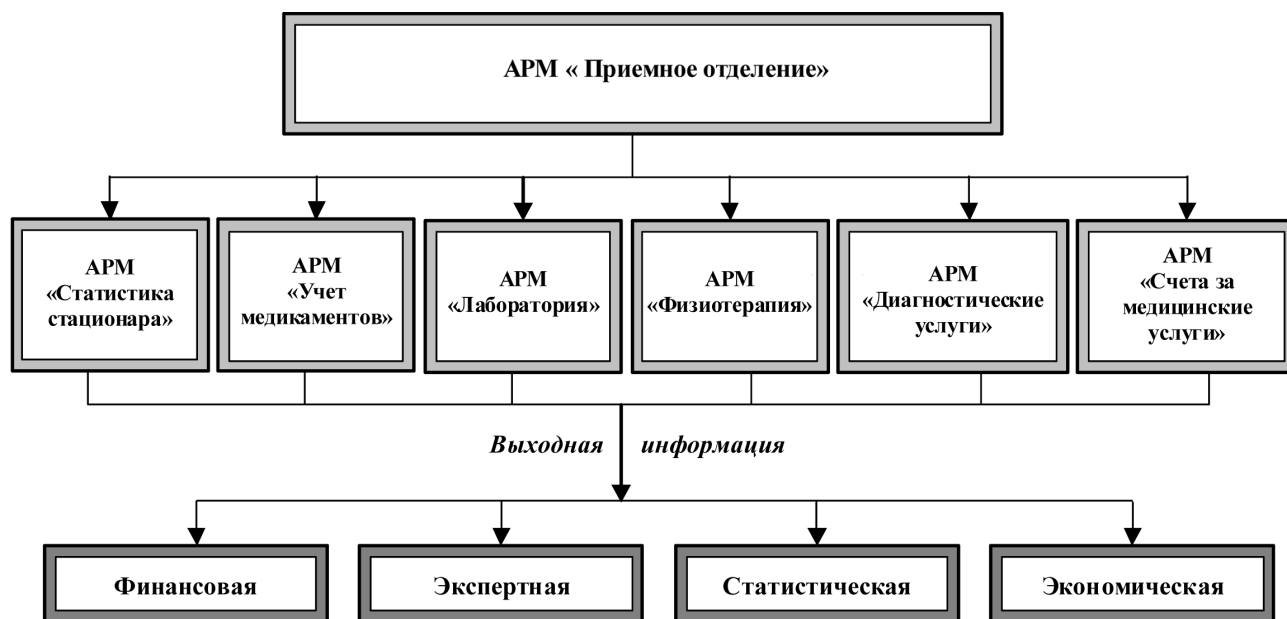 АРМ « Приемное отделение»
АРМ
«Статистика
стационара»
АРМ
«Учет
медикаментов»
АРМ
«Лаборатория»
АРМ
«Физиотерапия»
АРМ
«Диагностические
услуги»
АРМ
«Счета за
медицинские
услуги»
Выходная информация
Финансовая
Экспертная
Статистическая
Экономическая